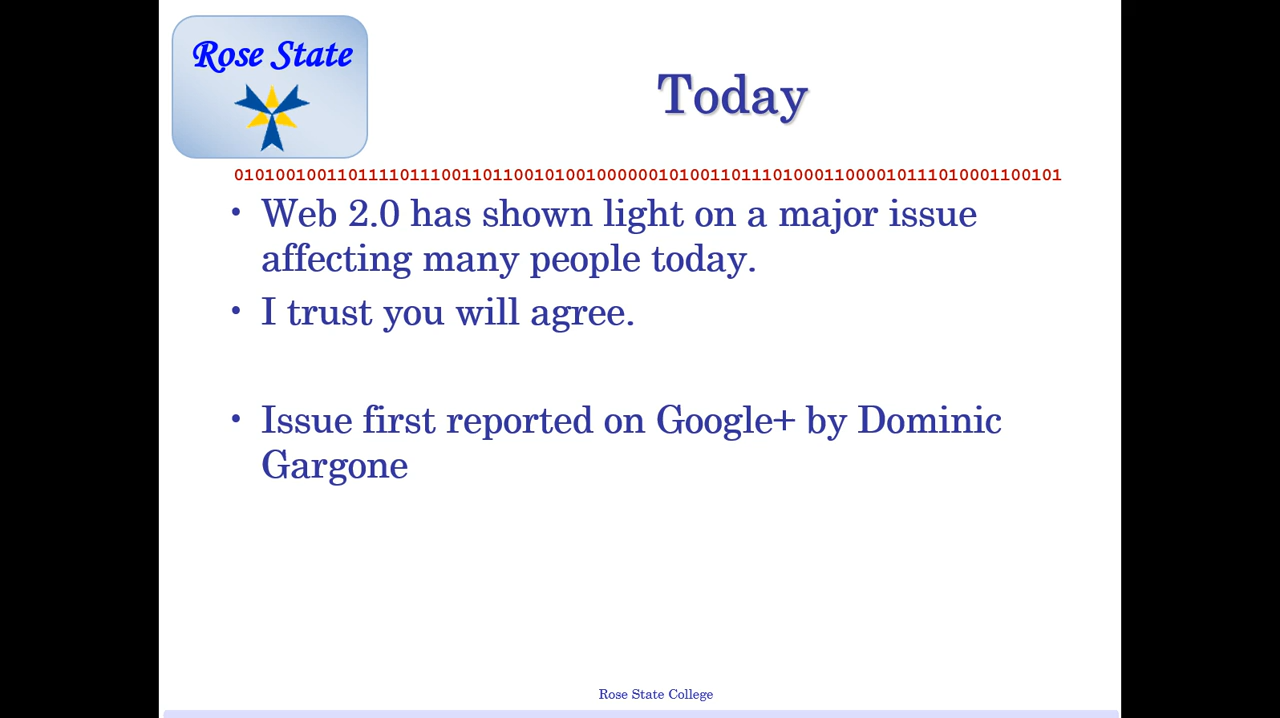 Rose State
Today
01010010011011110111001101100101001000000101001101110100011000010111010001100101
• Web 2.0 has shown light on a major issue
affecting many people today.
• I trust you will agree.
• Issue first reported on Google+ by Dominic
Gargone
Rose State College